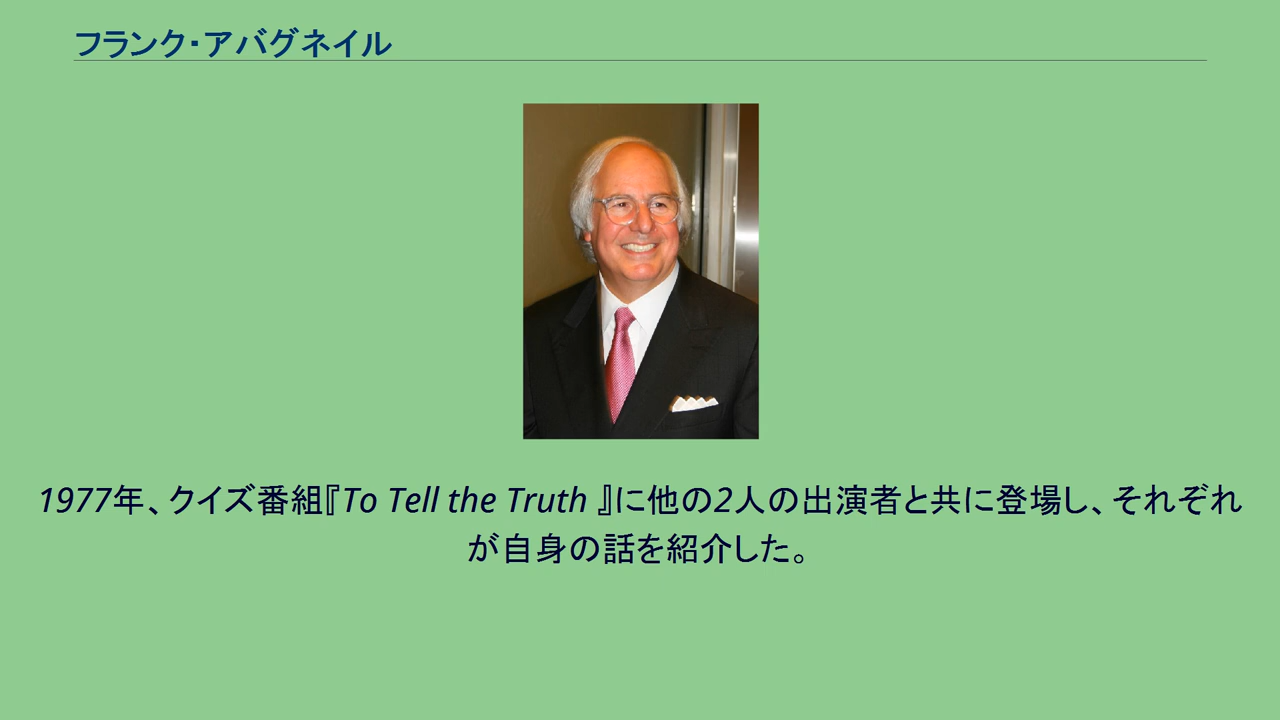 フランク・アバグネイル
1977年、クイズ番組『To Tell the Truth 』に他の2人の出演者と共に登場し、それぞれ
が自身の話を紹介した。